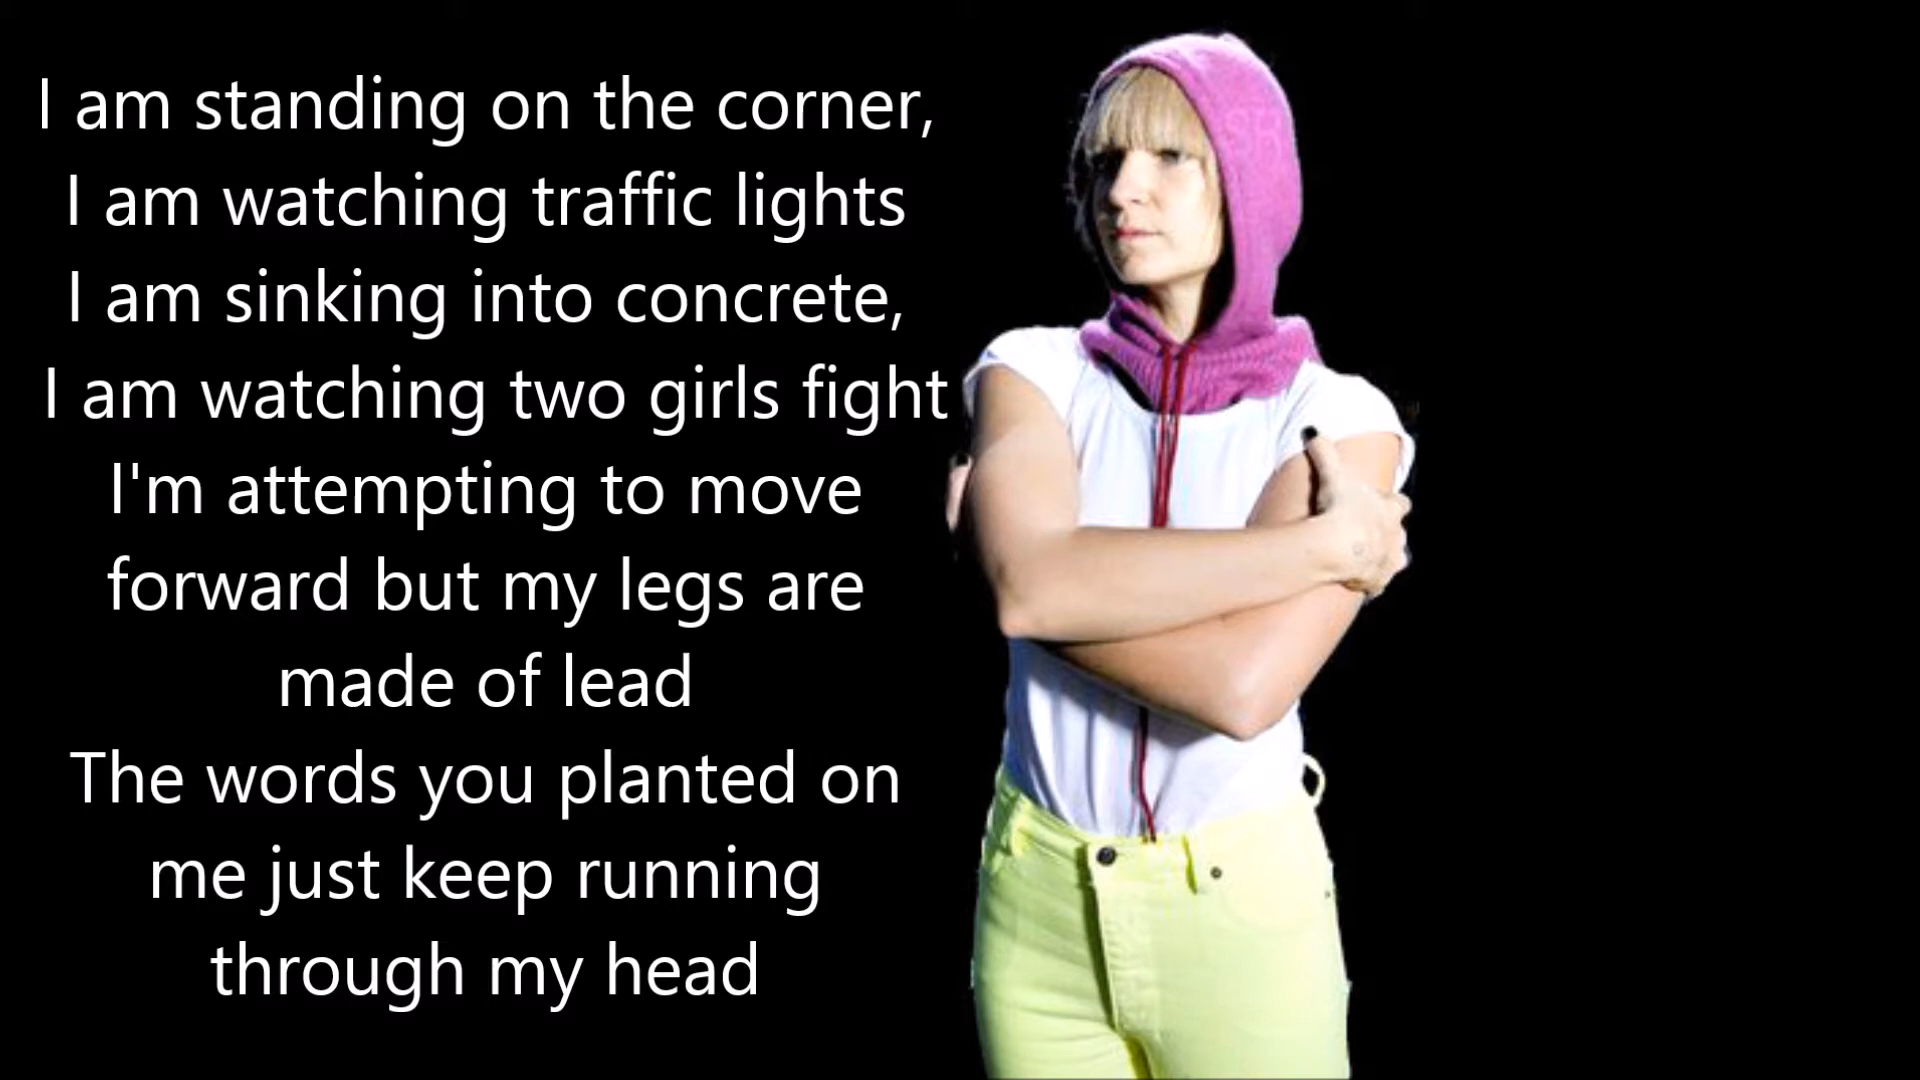 I am standing on the corner,
I am watching traffic lights
I am sinking into concrete,
I am watching two girls fight
I'm attempting to move
forward but my legs are
made of lead
The words you planted on
me just keep running
through my head